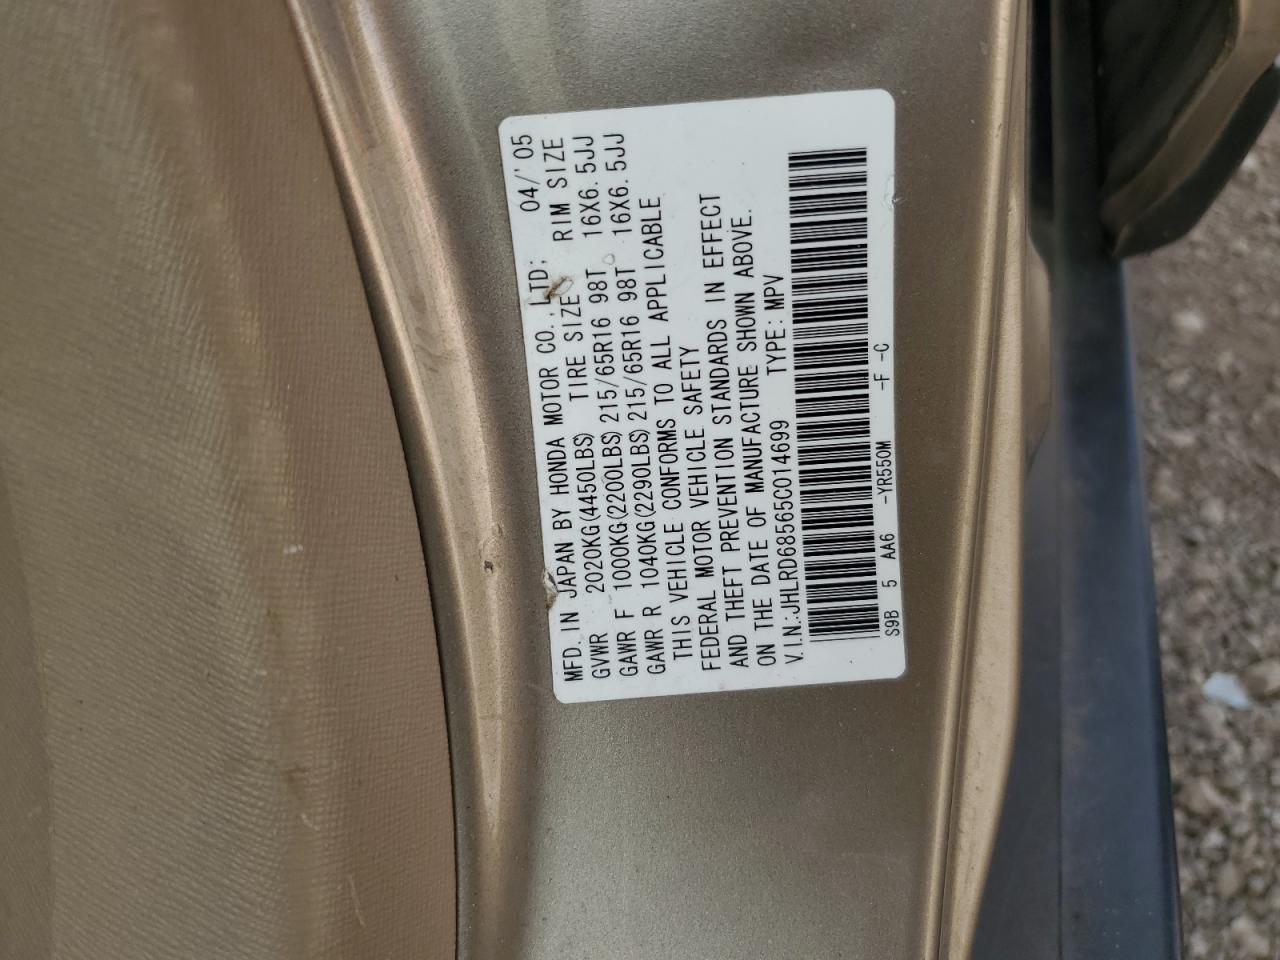 MFD. IN JAPAN BY HONDA MOTOR CO., LTD; 04/'05
GVWR 2020KG(4450LBS) TIRE SIZE RIM SIZE
GAWR F 1000KG(2200LBS) 215/65R16 98T 16X6.5JJ
GAWR R 1040KG(2290LBS) 215/65R16 98T 16X6.5JJ
THIS VEHICLE CONFORMS TO ALL APPLICABLE
FEDERAL MOTOR VEHICLE SAFETY
AND THEFT PREVENTION STANDARDS IN EFFECT
ON THE DATE OF MANUFACTURE SHOWN ABOVE.
V.I.N.:JHLRD68565C014699 TYPE: MPV
S9B 5 AA6 -YR550M -F -C